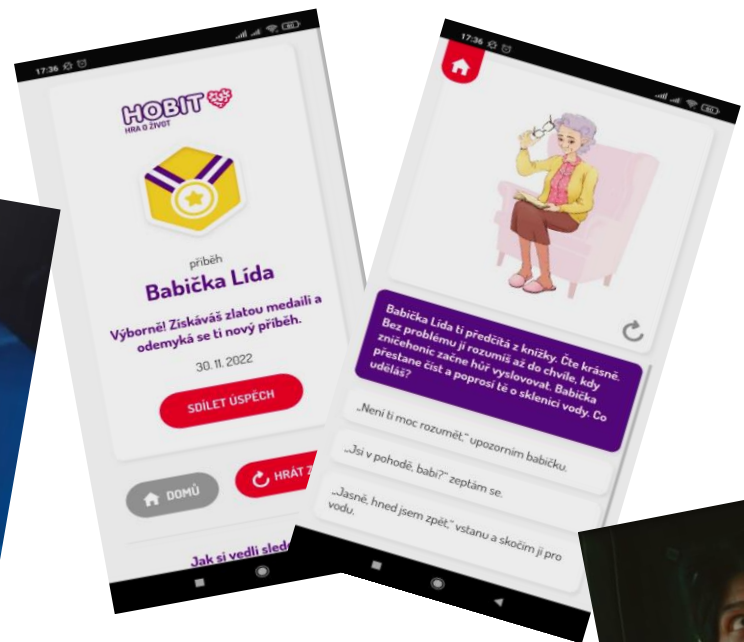 17:36
HOBIT
HRA O ŽIVOT
příběh
Babička Lída
Výborně! Získáváš zlatou medaili a
odemyká se ti nový příběh.
30. 11. 2022
SDÍLET ÚSPĚCH
DOMŮ
HRÁT
Jak si vedli
17:36
Babička Lída ti předčítá z knížky. Čte krásně.
Bez problému jí rozumíš až do chvíle, kdy
zničehonic začne hůř vyslovovat. Babička
přestane číst a poprosí tě o sklenici vody. Co
uděláš?
„Není ti moc rozumět,“ upozorním babičku.
„Jsi v pohodě, babi?“ zeptám se.
„Jasně, hned jsem zpět,“ vstanu a skočím jí pro
vodu.